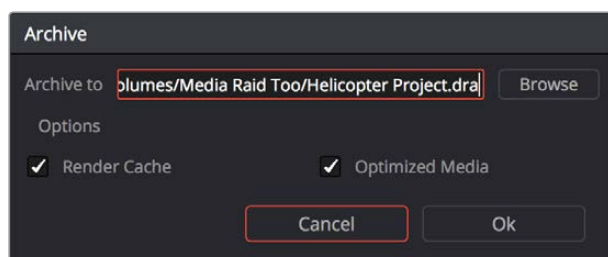 Archive
Archive to olumes/Media Raid Too/Helicopter Project.dra Browse
Options
Render Cache Optimized Media
Cancel Ok